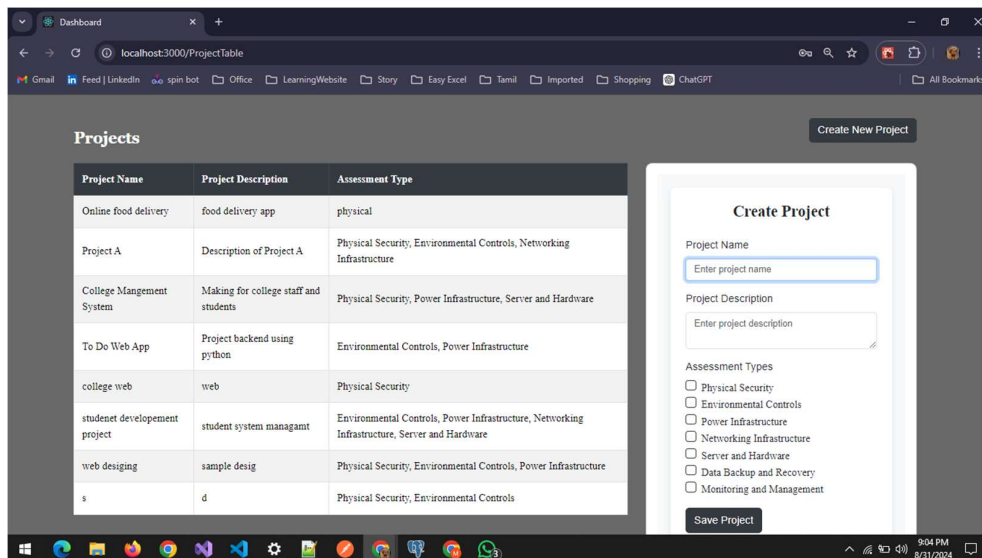 Dashboard
localhost:3000/ProjectTable
Gmail
Feed | LinkedIn
spin bot
Office
LearningWebsite
Story
Easy Excel
Tamil
Imported
Shopping
ChatGPT
All Bookmarks
Projects
Create New Project
Project Name Project Description Assessment Type
Online food delivery food delivery app physical
Project A Description of Project A Physical Security, Environmental Controls, Networking
Infrastructure
College Mangement
System
Making for college staff and
students
Physical Security, Power Infrastructure, Server and Hardware
To Do Web App
Project backend using
python
Environmental Controls, Power Infrastructure
college web web Physical Security
studenet developement
project
student system managamt
Environmental Controls, Power Infrastructure, Networking
Infrastructure, Server and Hardware
web desiging sample desig Physical Security, Environmental Controls, Power Infrastructure
s d Physical Security, Environmental Controls
Create Project
Project Name
Enter project name
Project Description
Enter project description
Assessment Types
Physical Security
Environmental Controls
Power Infrastructure
Networking Infrastructure
Server and Hardware
Data Backup and Recovery
Monitoring and Management
Save Project
3
9:04 PM
8/31/2024